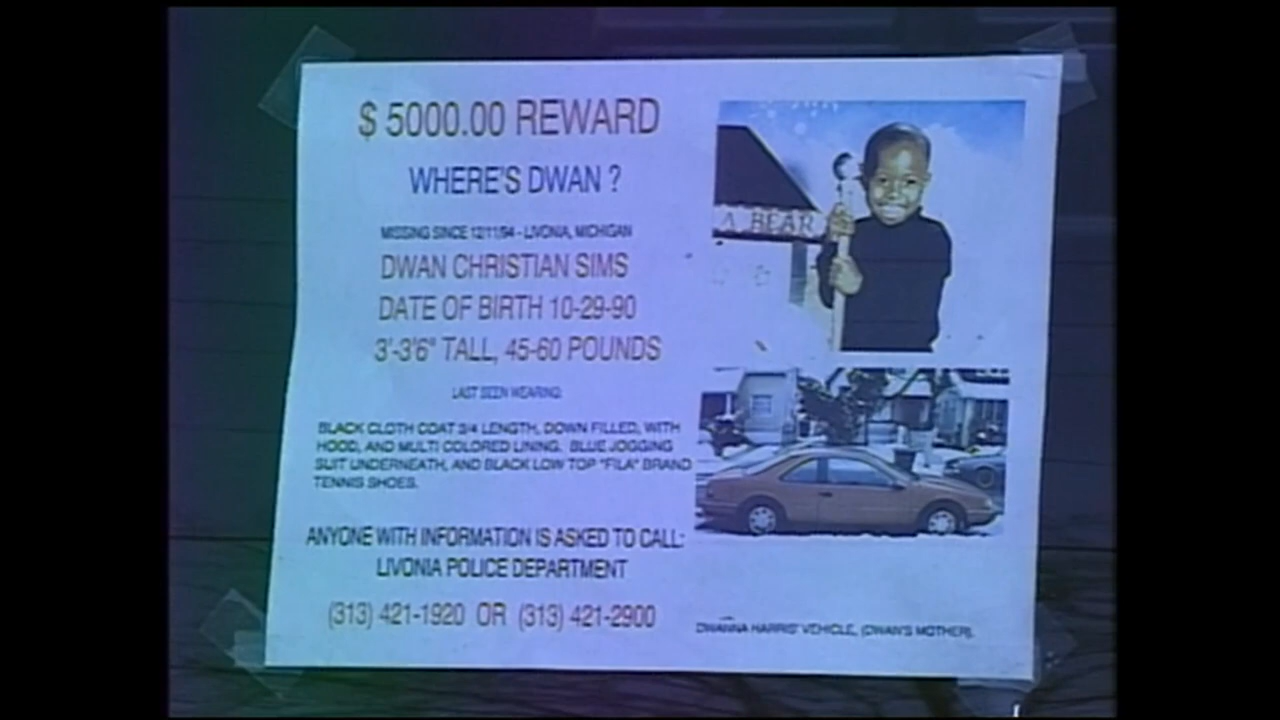 $ 5000.00 REWARD
WHERE'S DWAN ?
MISSING SINCE 12/11/94 - LIVONIA, MICHIGAN
DWAN CHRISTIAN SIMS
DATE OF BIRTH 10-29-90
3'-3'6" TALL, 45-60 POUNDS
LAST SEEN WEARING:
BLACK CLOTH COAT 3/4 LENGTH, DOWN FILLED, WITH
HOOD, AND MULTI COLORED LINING. BLUE JOGGING
SUIT UNDERNEATH, AND BLACK LOW TOP "FILA" BRAND
TENNIS SHOES.
ANYONE WITH INFORMATION IS ASKED TO CALL:
LIVONIA POLICE DEPARTMENT
(313) 421-1920 OR (313) 421-2900
A BEAR
DWANNA HARRIS' VEHICLE, (DWAN'S MOTHER).